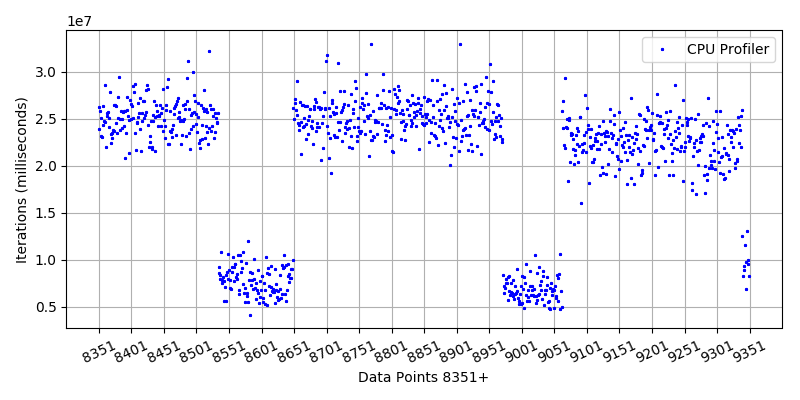 1e7
CPU Profiler
3.0
2.5
2.0
1.5
1.0
0.5
Iterations (milliseconds)
8351 8401 8451 8501 8551 8601 8651 8701 8751 8801 8851 8901 8951 9001 9051 9101 9151 9201 9251 9301 9351
Data Points 8351+